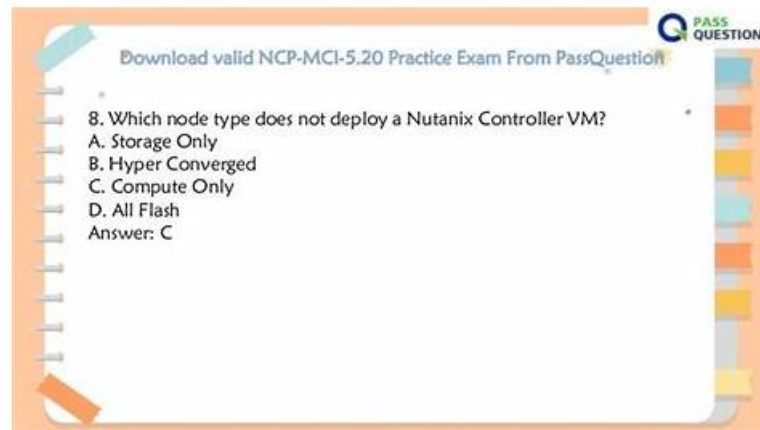 PASS
QUESTION
Download valid NCP-MCI-5.20 Practice Exam From PassQuestion
8. Which node type does not deploy a Nutanix Controller VM?
A. Storage Only
B. Hyper Converged
C. Compute Only
D. All Flash
Answer: C